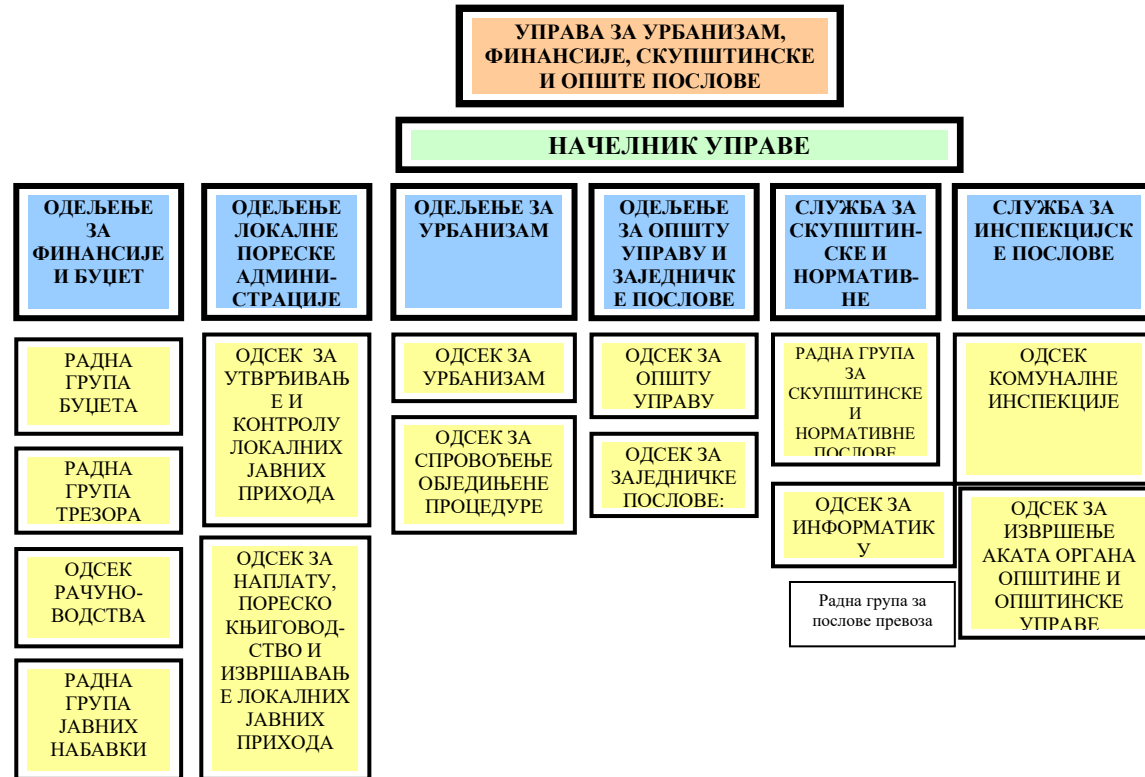 УПРАВА ЗА УРБАНИЗАМ,
ФИНАНСИЈЕ, СКУПШТИНСКЕ
И ОПШТЕ ПОСЛОВЕ
НАЧЕЛНИК УПРАВЕ
ОДЕЉЕЊЕ
ЗА
ФИНАНСИЈЕ
И БУЏЕТ
ОДЕЉЕЊЕ
ЛОКАЛНЕ
ПОРЕСКЕ
АДМИНИ-
СТРАЦИЈЕ
ОДЕЉЕЊЕ ЗА
УРБАНИЗАМ
ОДЕЉЕЊЕ
ЗА ОПШТУ
УПРАВУ И
ЗАЈЕДНИЧК
Е ПОСЛОВЕ
СЛУЖБА ЗА
СКУПШТИН-
СКЕ И
НОРМАТИВ-
НЕ
СЛУЖБА ЗА
ИНСПЕКЦИЈСК
Е ПОСЛОВЕ
РАДНА
ГРУПА
БУЏЕТА
РАДНА
ГРУПА
ТРЕЗОРА
ОДСЕК
РАЧУНО-
ВОДСТВА
РАДНА
ГРУПА
ЈАВНИХ
НАБАВКИ
ОДСЕК ЗА
УТВРЂИВАЊ
Е И
КОНТРОЛУ
ЛОКАЛНИХ
ЈАВНИХ
ПРИХОДА
ОДСЕК ЗА
НАПЛАТУ,
ПОРЕСКО
КЊИГОВОД-
СТВО И
ИЗВРШАВАЊ
Е ЛОКАЛНИХ
ЈАВНИХ
ПРИХОДА
ОДСЕК ЗА
УРБАНИЗАМ
ОДСЕК ЗА
СПРОВОЂЕЊЕ
ОБЈЕДИЊЕНЕ
ПРОЦЕДУРЕ
ОДСЕК ЗА
ОПШТУ
УПРАВУ
ОДСЕК ЗА
ЗАЈЕДНИЧКЕ
ПОСЛОВЕ:
РАДНА ГРУПА
ЗА
СКУПШТИНСКЕ
И
НОРМАТИВНЕ
ПОСЛОВЕ
ОДСЕК ЗА
ИНФОРМАТИК
У
Радна група за
послове превоза
ОДСЕК
КОМУНАЛНЕ
ИНСПЕКЦИЈЕ
ОДСЕК ЗА
ИЗВРШЕЊЕ
АКАТА ОРГАНА
ОПШТИНЕ И
ОПШТИНСКЕ
УПРАВЕ